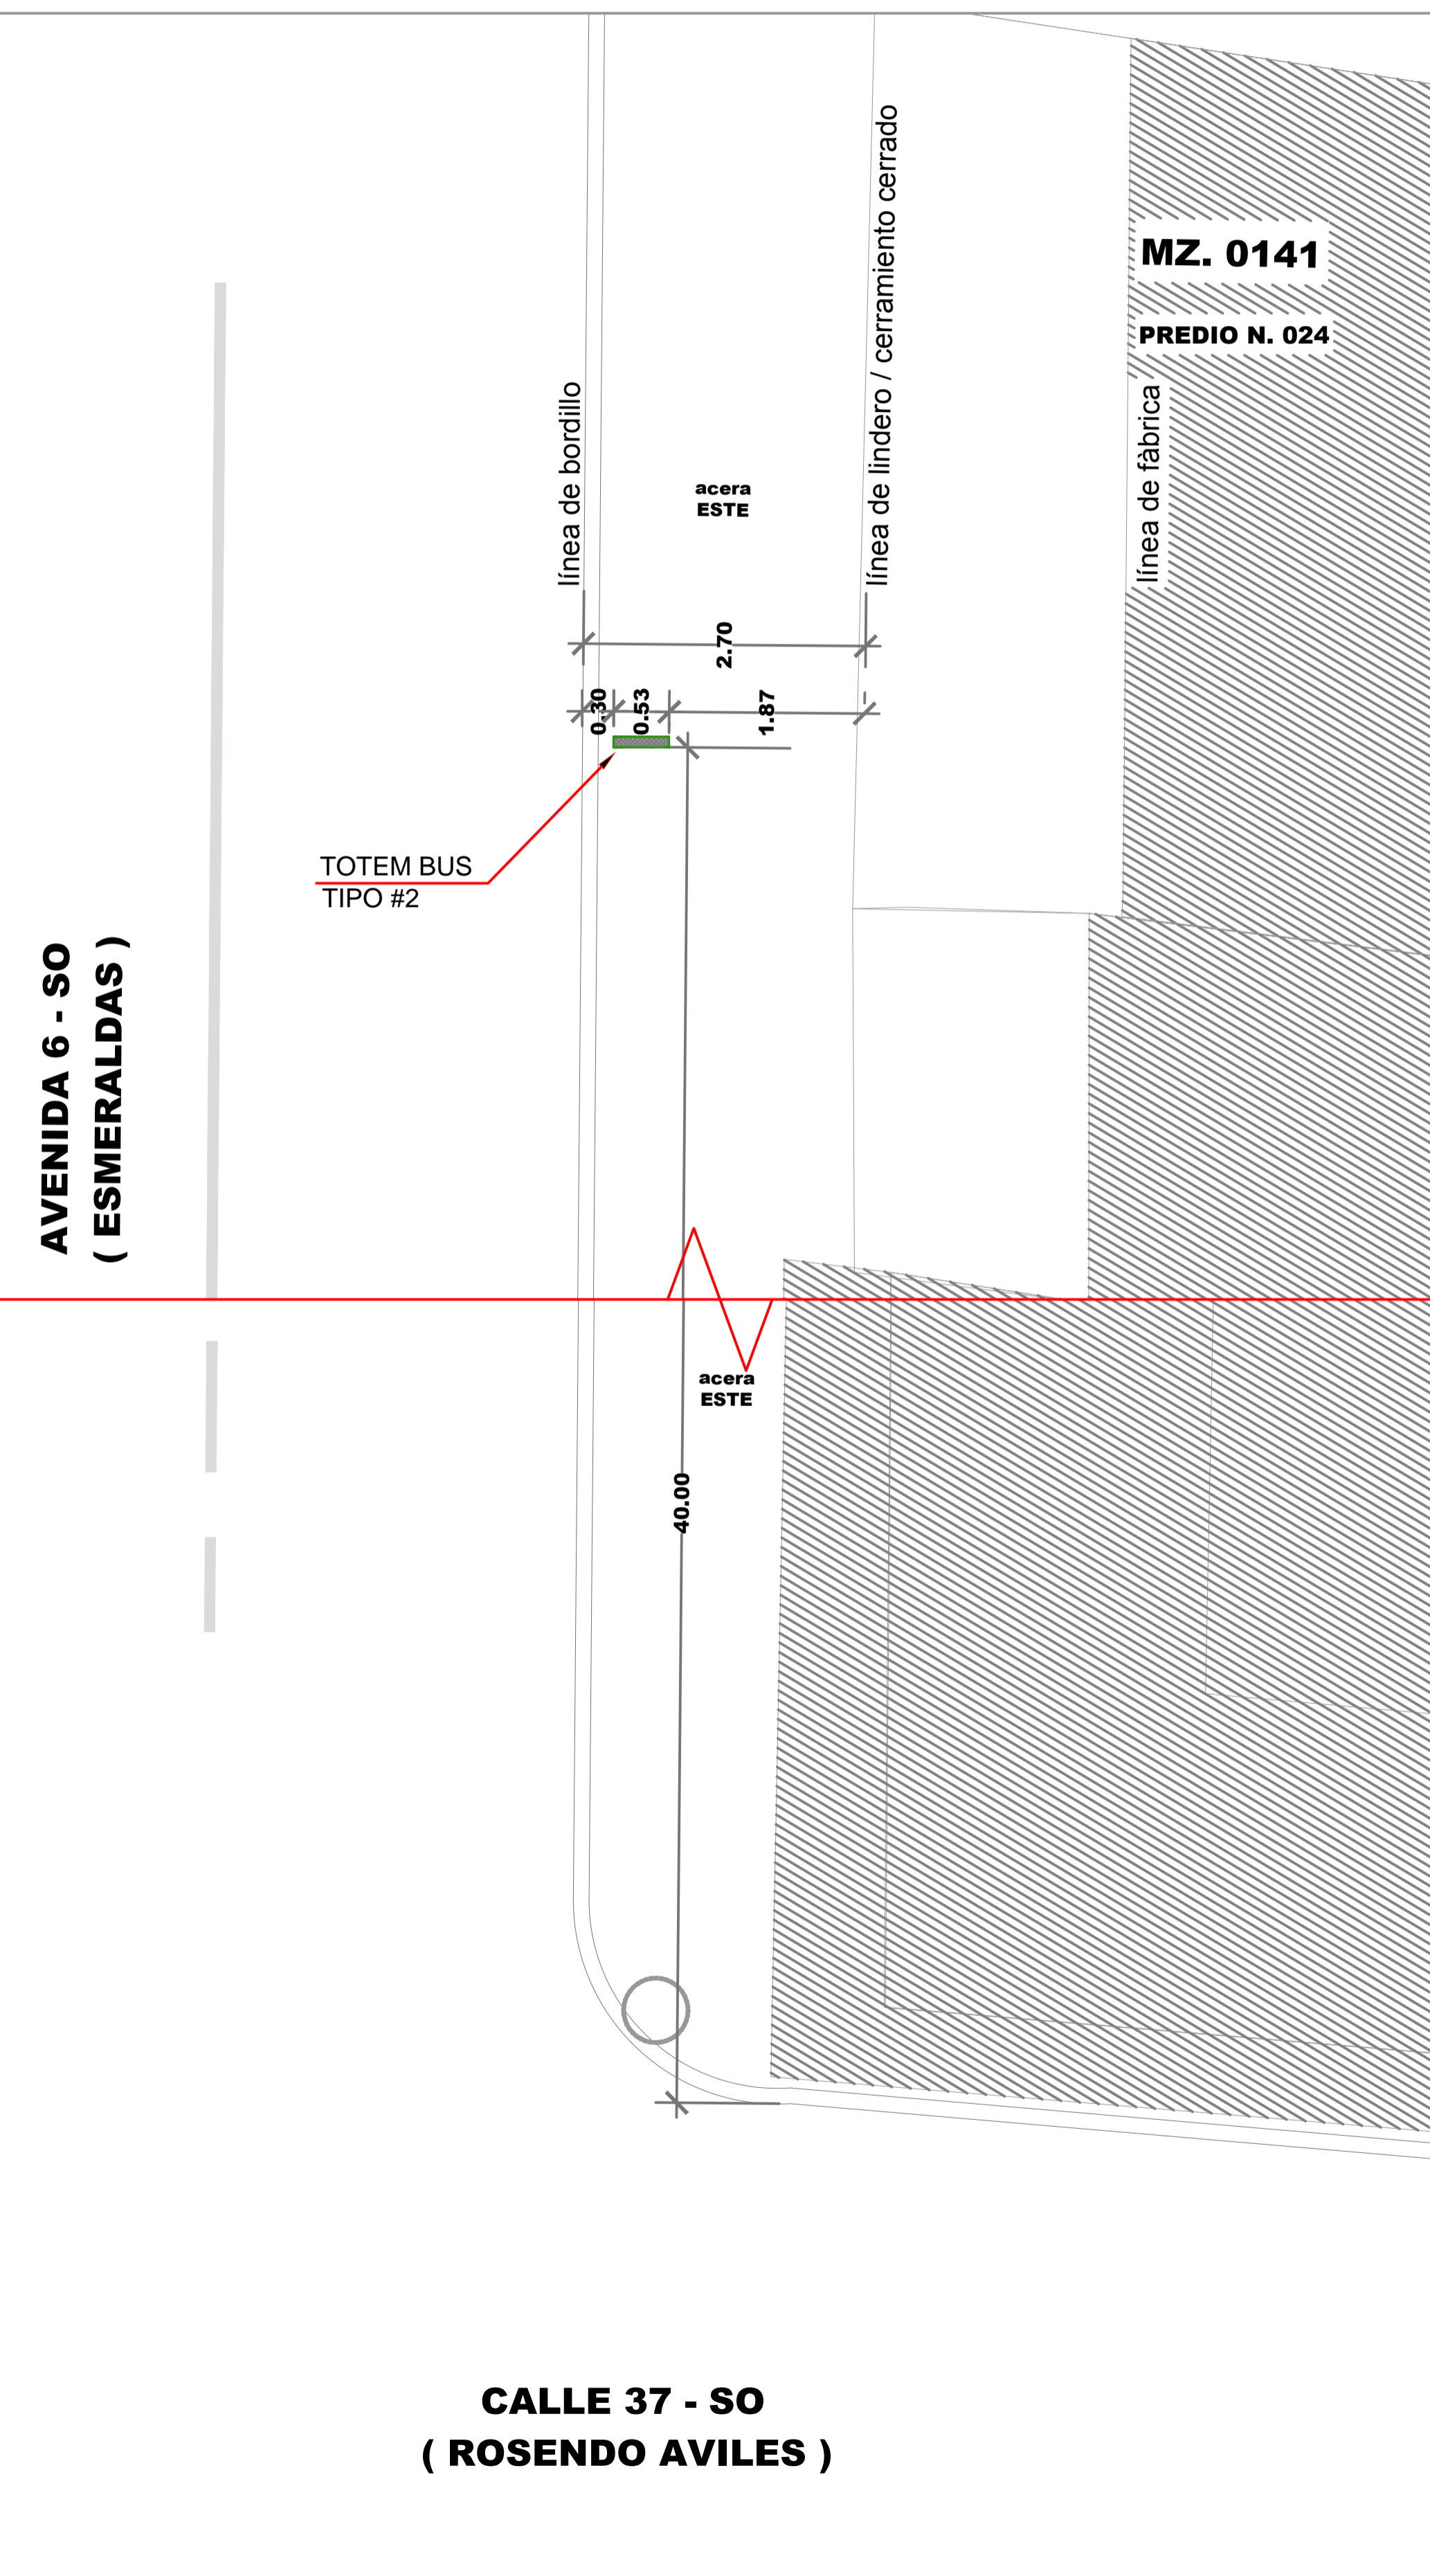 línea de bordillo
línea de lindero / cerramiento cerrado
MZ. 0141
PREDIO N. 024
línea de fàbrica
acera
ESTE
2.70
0.30
0.53
1.87
TOTEM BUS
TIPO #2
AVENIDA 6 - SO
( ESMERALDAS )
acera
ESTE
40.00
CALLE 37 - SO
( ROSENDO AVILES )